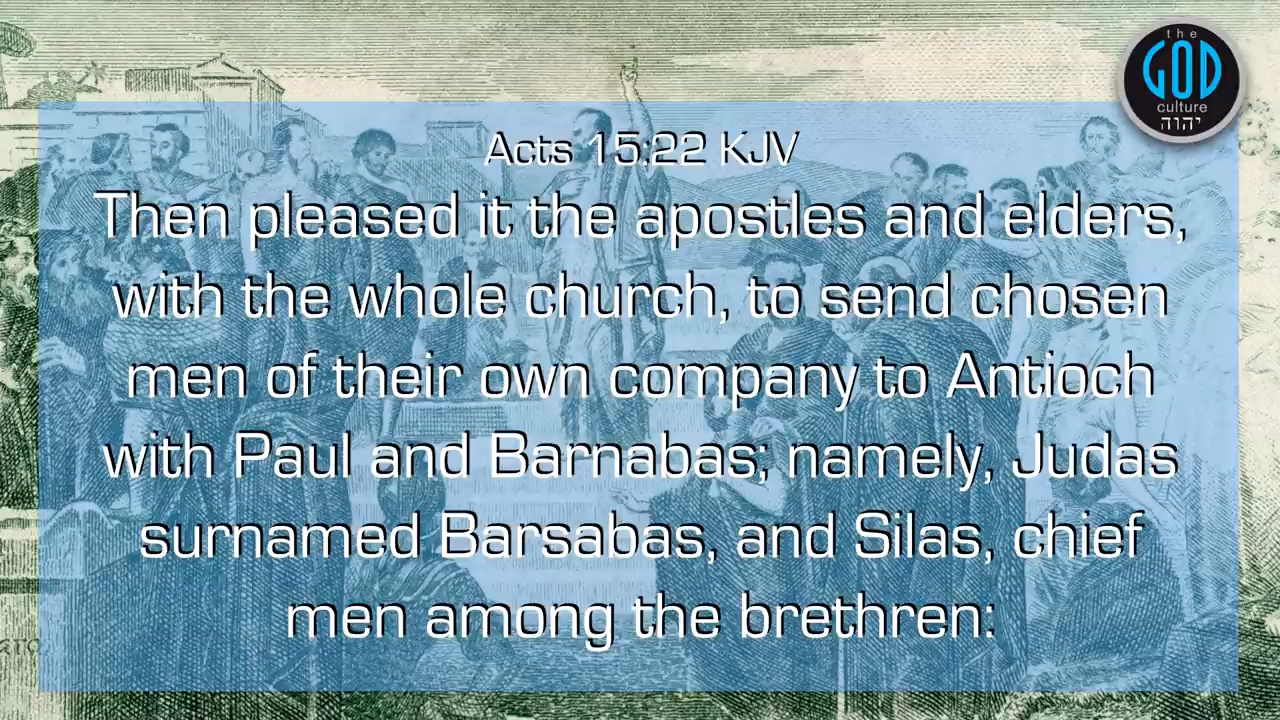 the
GOD
culture
יהוה
Acts 15:22 KJV
Then pleased it the apostles and elders,
with the whole church, to send chosen
men of their own company to Antioch
with Paul and Barnabas; namely, Judas
surnamed Barsabas, and Silas, chief
men among the brethren: